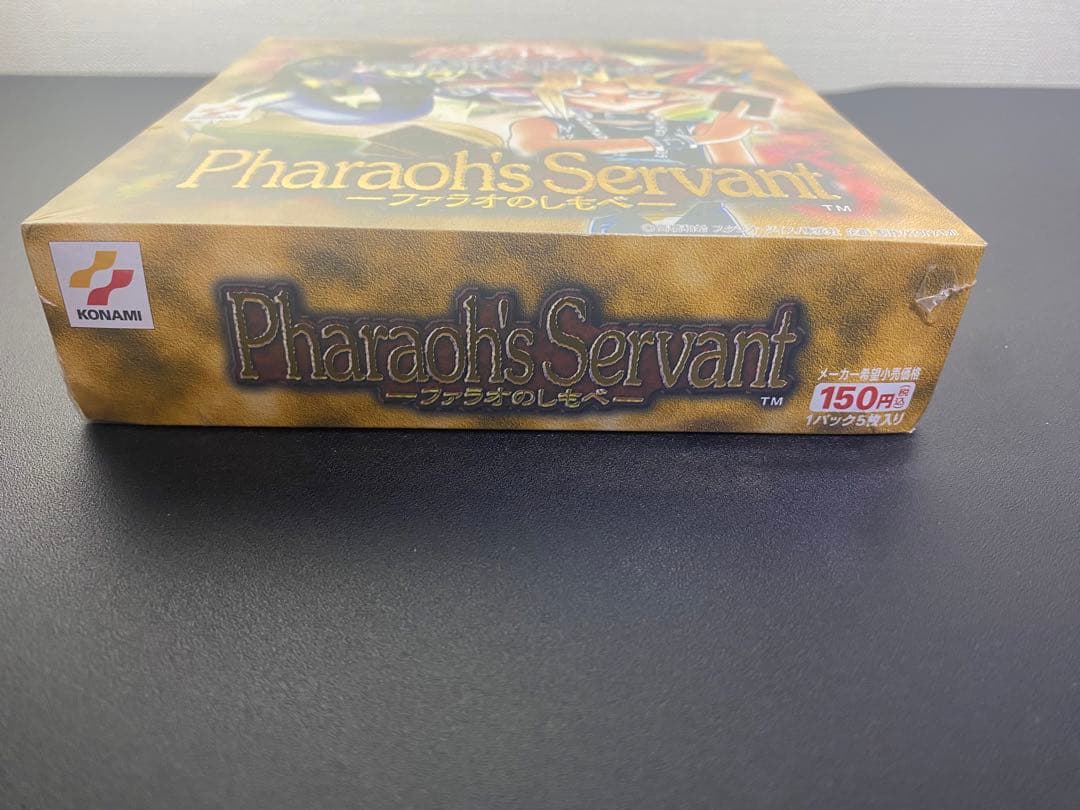 Pharaoh's Servant
TM
ーファラオのしもべー
KONAMI
Pharaoh's Servant
ーファラオのしもべー
TM
メーカー希望小売価格
150円(税込)
1パック5枚入り